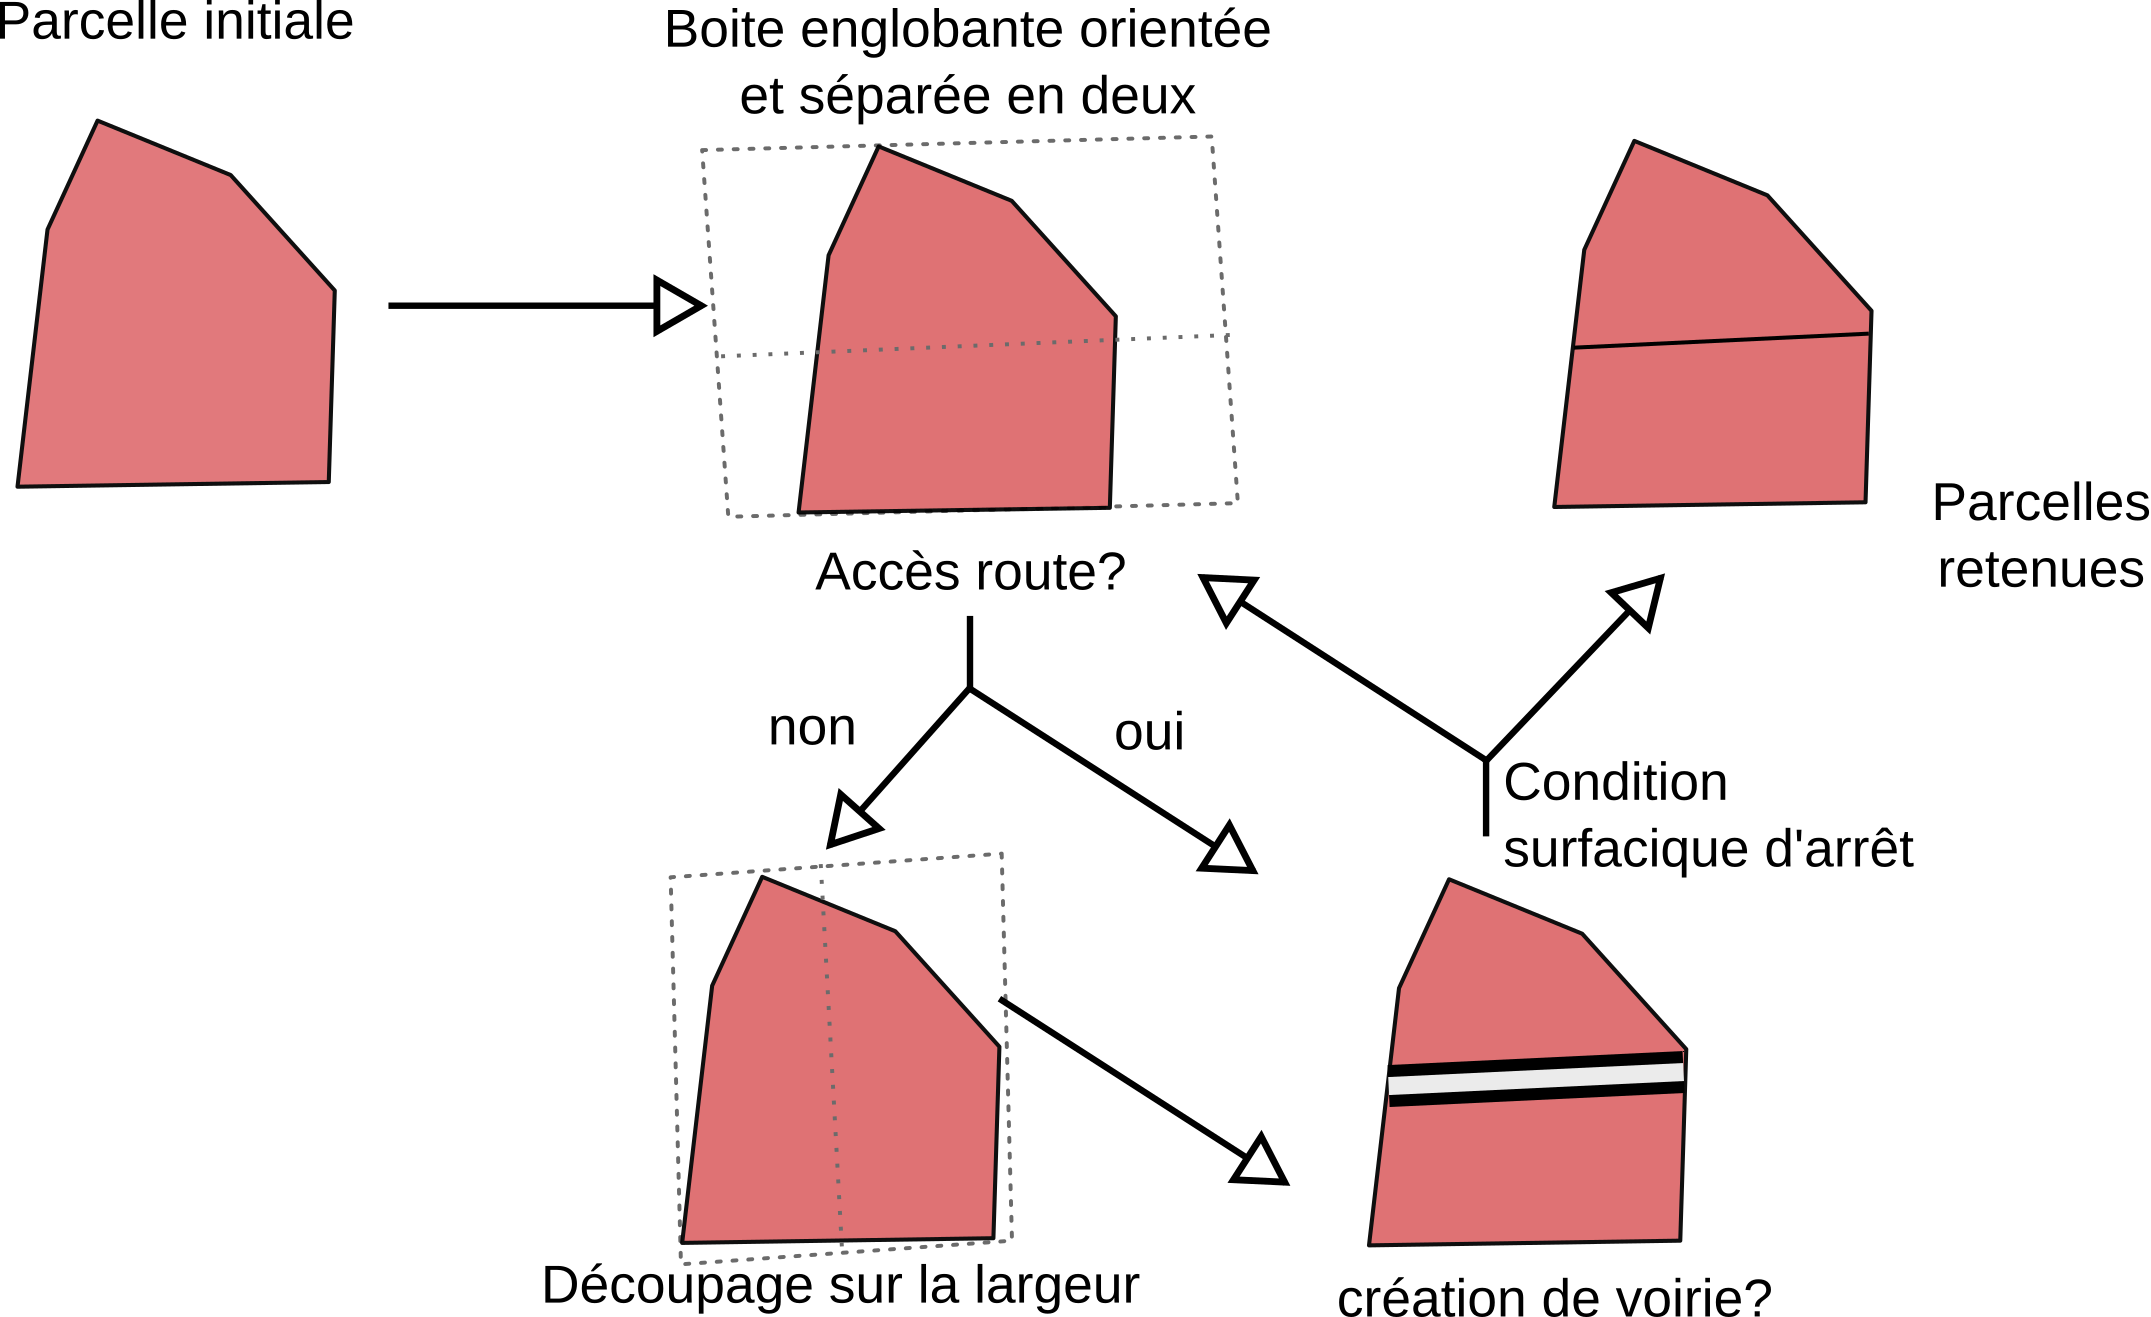 Parcelle initiale
Boite englobante orientée
et séparée en deux
Parcelles
retenues
Accès route?
non
oui
Condition
surfacique d'arrêt
Découpage sur la largeur
création de voirie?